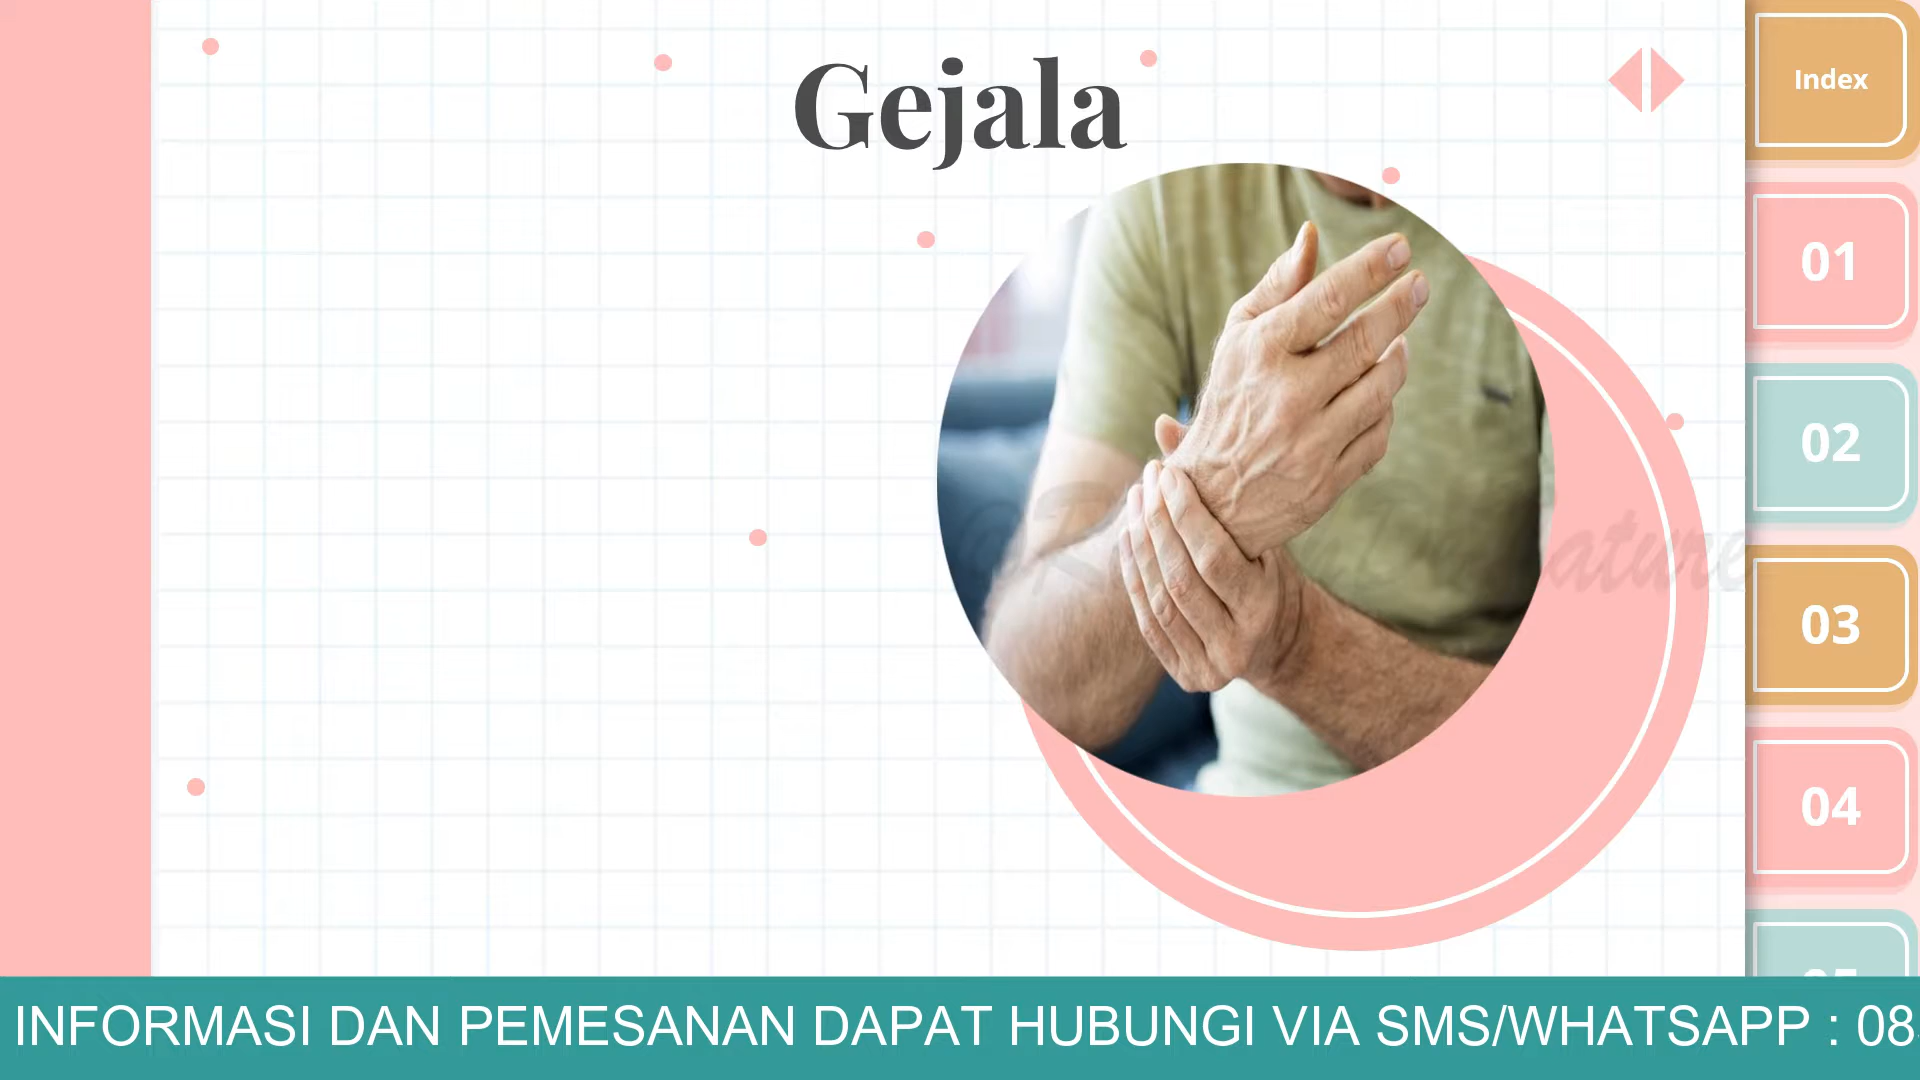 Gejala
Index
01
02
03
04
INFORMASI DAN PEMESANAN DAPAT HUBUNGI VIA SMS/WHATSAPP : 08